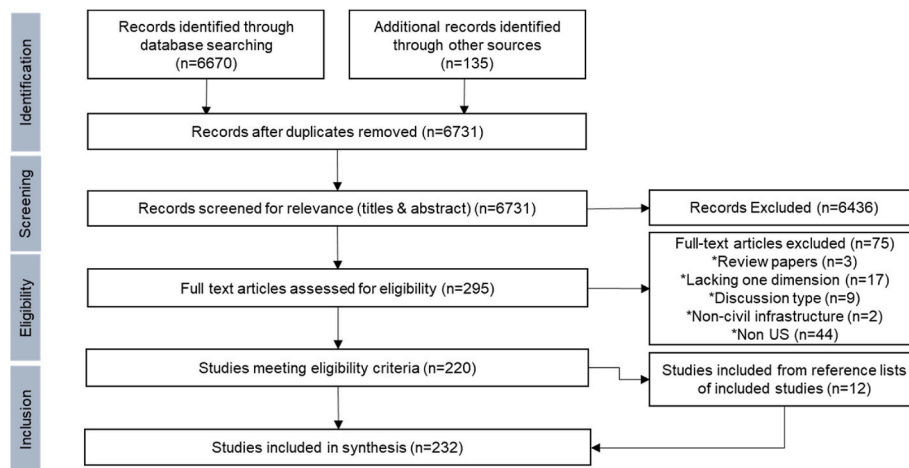 Identification
Records identified through
database searching
(n=6670)
Additional records identified
through other sources
(n=135)
Records after duplicates removed (n=6731)
Screening
Records screened for relevance (titles & abstract) (n=6731)
Records Excluded (n=6436)
Eligibility
Full text articles assessed for eligibility (n=295)
Full-text articles excluded (n=75)
*Review papers (n=3)
*Lacking one dimension (n=17)
*Discussion type (n=9)
*Non-civil infrastructure (n=2)
*Non US (n=44)
Studies meeting eligibility criteria (n=220)
Studies included from reference lists
of included studies (n=12)
Inclusion
Studies included in synthesis (n=232)